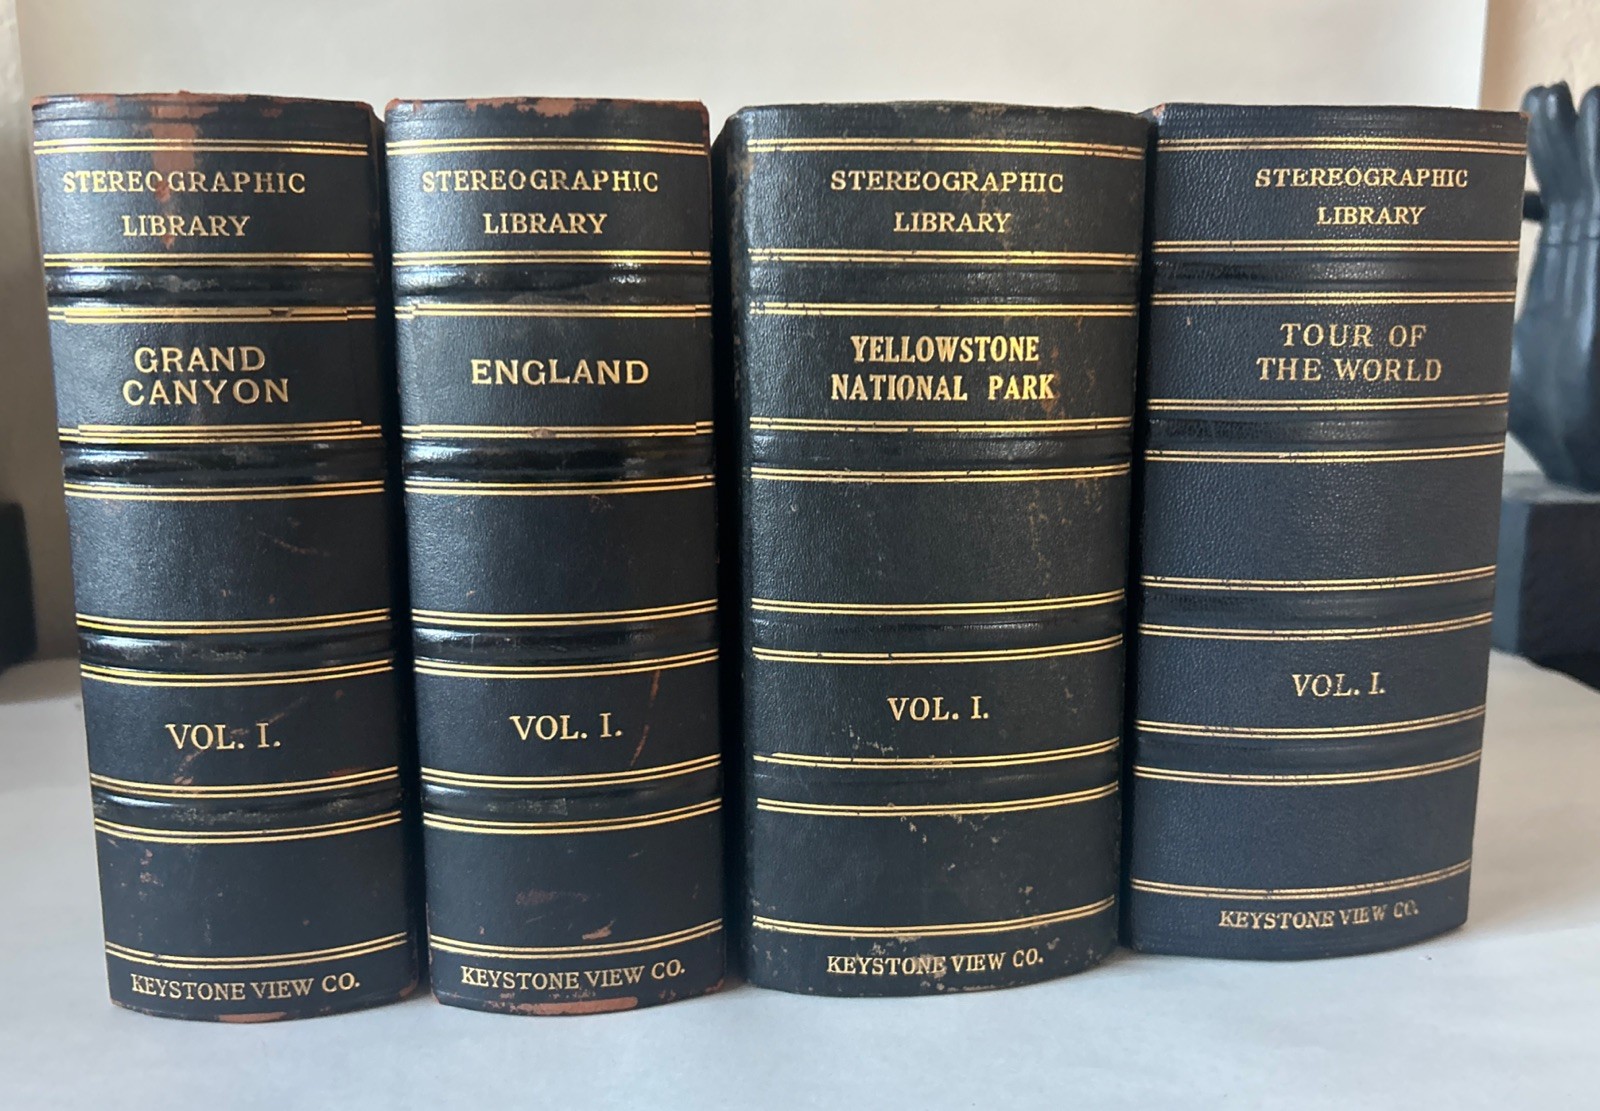 STEREOGRAPHIC
LIBRARY
GRAND
CANYON
VOL. I.
KEYSTONE VIEW CO.
STEREOGRAPHIC
LIBRARY
ENGLAND
VOL. I.
KEYSTONE VIEW CO.
STEREOGRAPHIC
LIBRARY
YELLOWSTONE
NATIONAL PARK
VOL. I.
KEYSTONE VIEW CO.
STEREOGRAPHIC
LIBRARY
TOUR OF
THE WORLD
VOL. I.
KEYSTONE VIEW CO.